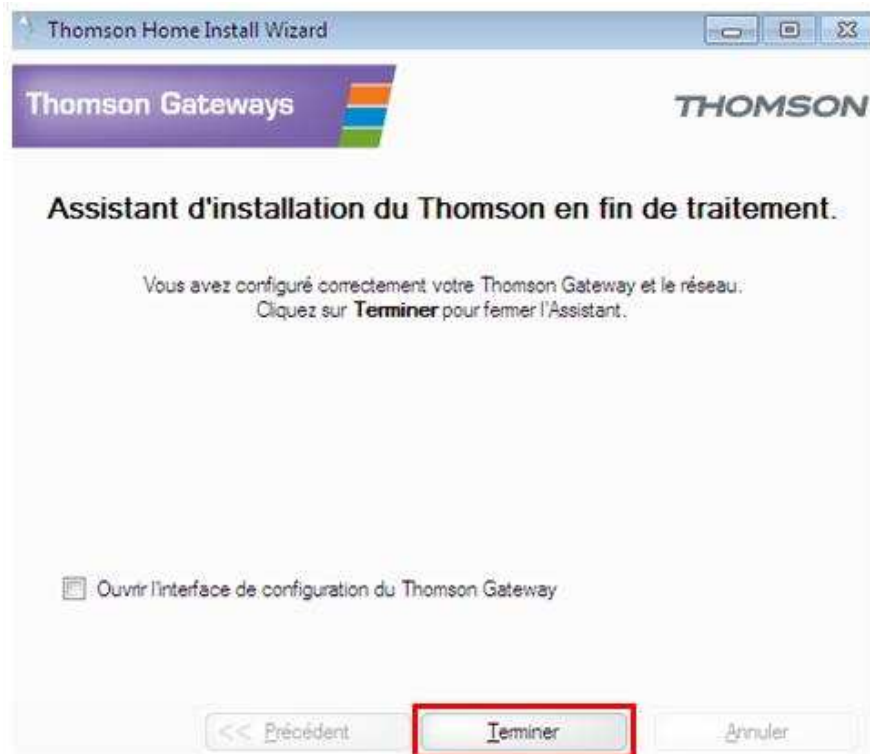 Thomson Home Install Wizard
Thomson Gateways
THOMSON
Assistant d'installation du Thomson en fin de traitement.
Vous avez configuré correctement votre Thomson Gateway et le réseau.
Cliquez sur Terminer pour fermer l'Assistant.
Ouvrir l'interface de configuration du Thomson Gateway
<< Précédent
Terminer
Annuler